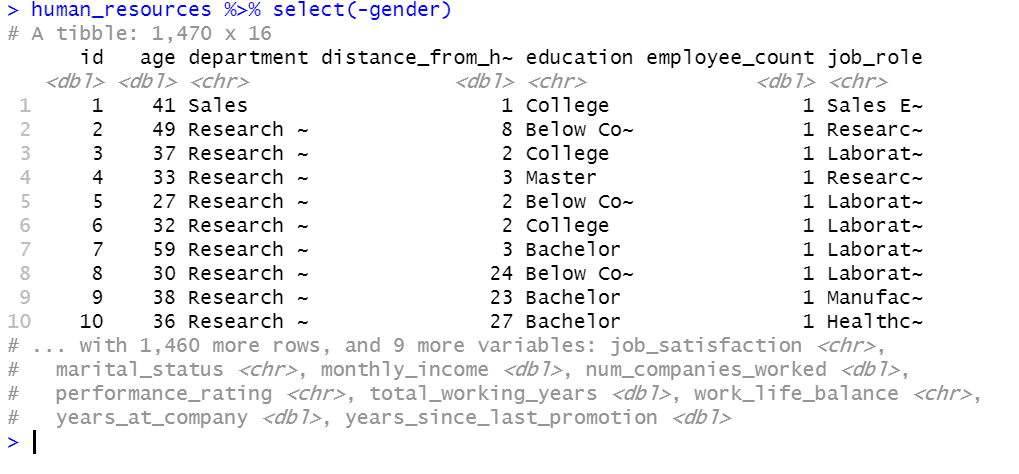 > human_resources %>% select(-gender)
# A tibble: 1,470 x 16
id age department distance_from_h~ education employee_count job_role
<dbl> <dbl> <chr> <dbl> <chr> <dbl> <chr>
1 1 41 Sales 1 College 1 Sales E~
2 2 49 Research ~ 8 Below Co~ 1 Researc~
3 3 37 Research ~ 2 College 1 Laborat~
4 4 33 Research ~ 3 Master 1 Researc~
5 5 27 Research ~ 2 Below Co~ 1 Laborat~
6 6 32 Research ~ 2 College 1 Laborat~
7 7 59 Research ~ 3 Bachelor 1 Laborat~
8 8 30 Research ~ 24 Below Co~ 1 Laborat~
9 9 38 Research ~ 23 Bachelor 1 Manufac~
10 10 36 Research ~ 27 Bachelor 1 Healthc~
# ... with 1,460 more rows, and 9 more variables: job_satisfaction <chr>,
# marital_status <chr>, monthly_income <dbl>, num_companies_worked <dbl>,
# performance_rating <chr>, total_working_years <dbl>, work_life_balance <chr>,
# years_at_company <dbl>, years_since_last_promotion <dbl>
>